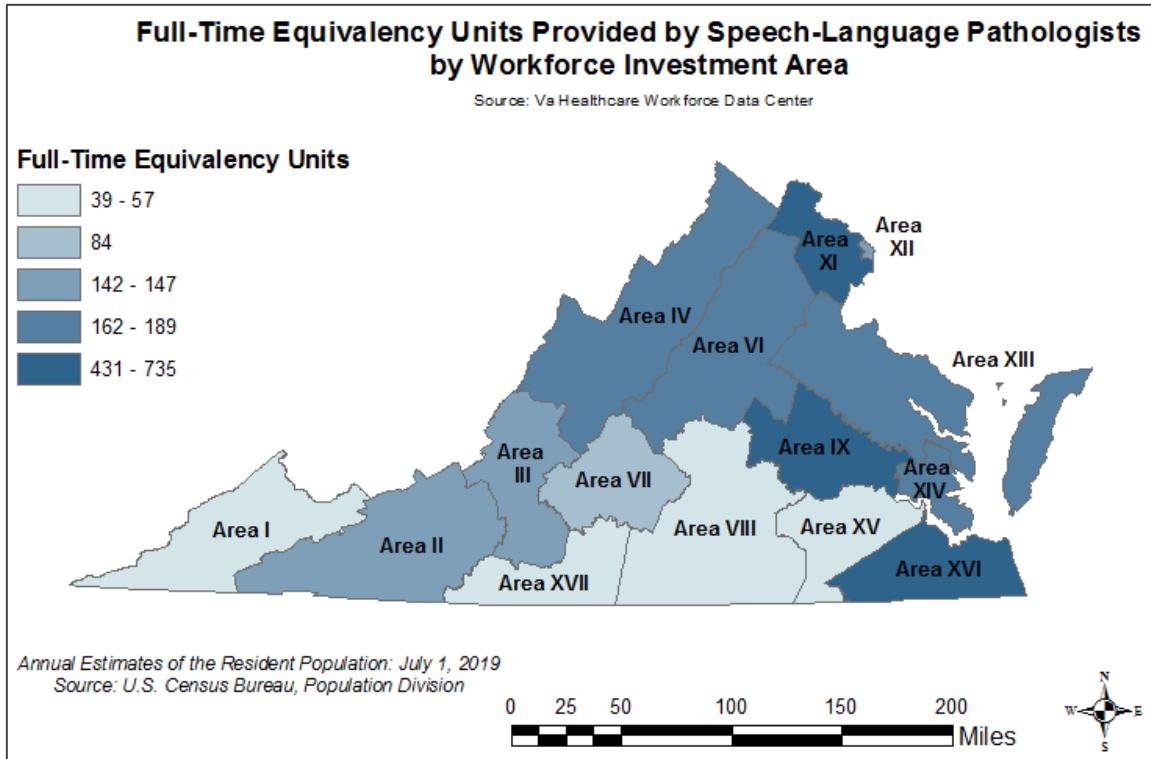 Full-Time Equivalency Units Provided by Speech-Language Pathologists
by Workforce Investment Area
Source: Va Healthcare Workforce Data Center
Full-Time Equivalency Units
39 - 57
84
142 - 147
162 - 189
431 - 735
Area
XII
Area
XI
Area IV
Area VI
Area XIII
Area
III
Area IX
Area VII
Area
XIV
Area I
Area II
Area VIII
Area XV
Area XVII
Area XVI
Annual Estimates of the Resident Population: July 1, 2019
Source: U.S. Census Bureau, Population Division
0 25 50 100 150 200
Miles
N
W E
S